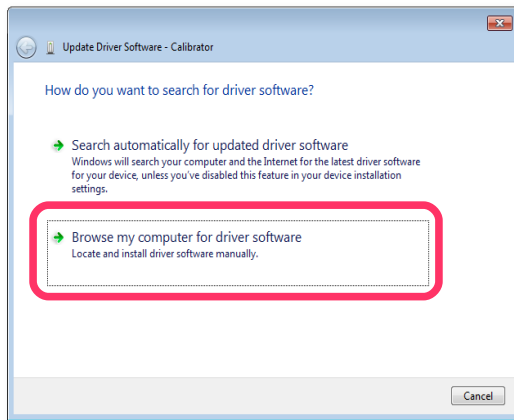 Update Driver Software - Calibrator
How do you want to search for driver software?
Search automatically for updated driver software
Windows will search your computer and the Internet for the latest driver software
for your device, unless you've disabled this feature in your device installation
settings.
Browse my computer for driver software
Locate and install driver software manually.
Cancel